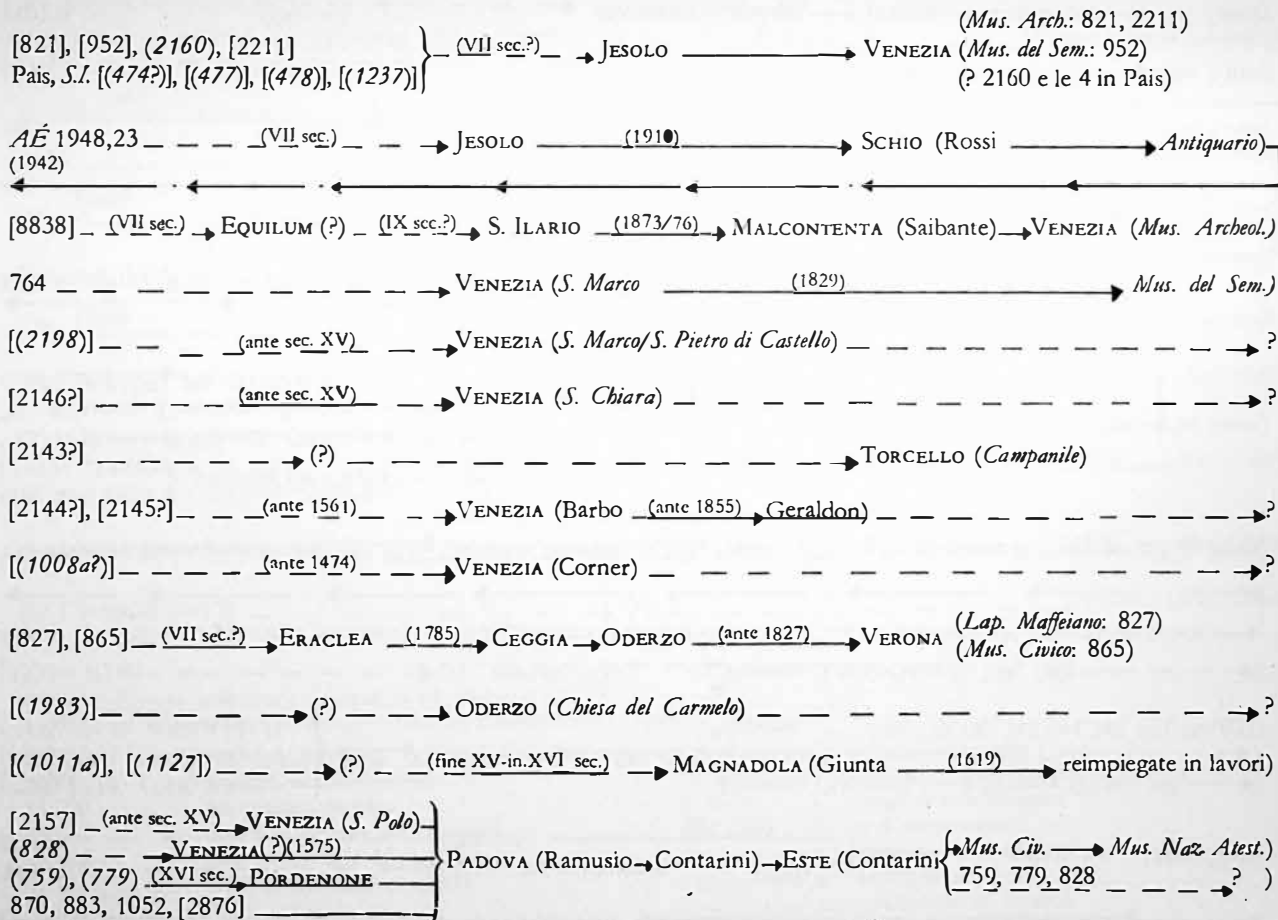 (Mus. Arch.: 821, 2211)
[821], [952], (2160), [2211] (VII sec.?) JESOLO VENEZIA (Mus. del Sem.: 952)
Pais, S.I. [(474?)], [(477)], [(478)], [(1237)] (? 2160 e le 4 in Pais)
AÉ 1948,23 (VII sec.) JESOLO (1910) SCHIO (Rossi Antiquario)
(1942)
[8838] (VII sec.) EQUILUM (?) (IX sec.?) S. ILARIO (1873/76) MALCONTENTA (Saibante) VENEZIA (Mus. Archeol.)
764 VENEZIA (S. Marco (1829) Mus. del Sem.)
[(2198)] (ante sec. XV) VENEZIA (S. Marco/S. Pietro di Castello) ?
[2146?] (ante sec. XV) VENEZIA (S. Chiara) ?
[2143?] (?) TORCELLO (Campanile)
[2144?], [2145?] (ante 1561) VENEZIA (Barbo (ante 1855) Geraldon) ?
[(1008a?)] (ante 1474) VENEZIA (Corner) ?
[827], [865] (VII sec.?) ERACLEA (1785) CEGGIA ODERZO (ante 1827) VERONA (Lap. Maffeiano: 827)
(Mus. Civico: 865)
[(1983)] (?) ODERZO (Chiesa del Carmelo) ?
[(1011a)], [(1127]) (?) (fine XV-in.XVI sec.) MAGNADOLA (Giunta (1619) reimpiegate in lavori)
[2157] (ante sec. XV) VENEZIA (S. Polo)
(828) VENEZIA(?)(1575) PADOVA (Ramusio Contarini) ESTE (Contarini Mus. Civ. Mus. Naz. Atest.)
(759), (779) (XVI sec.) PORDENONE 759, 779, 828 ? )
870, 883, 1052, [2876]